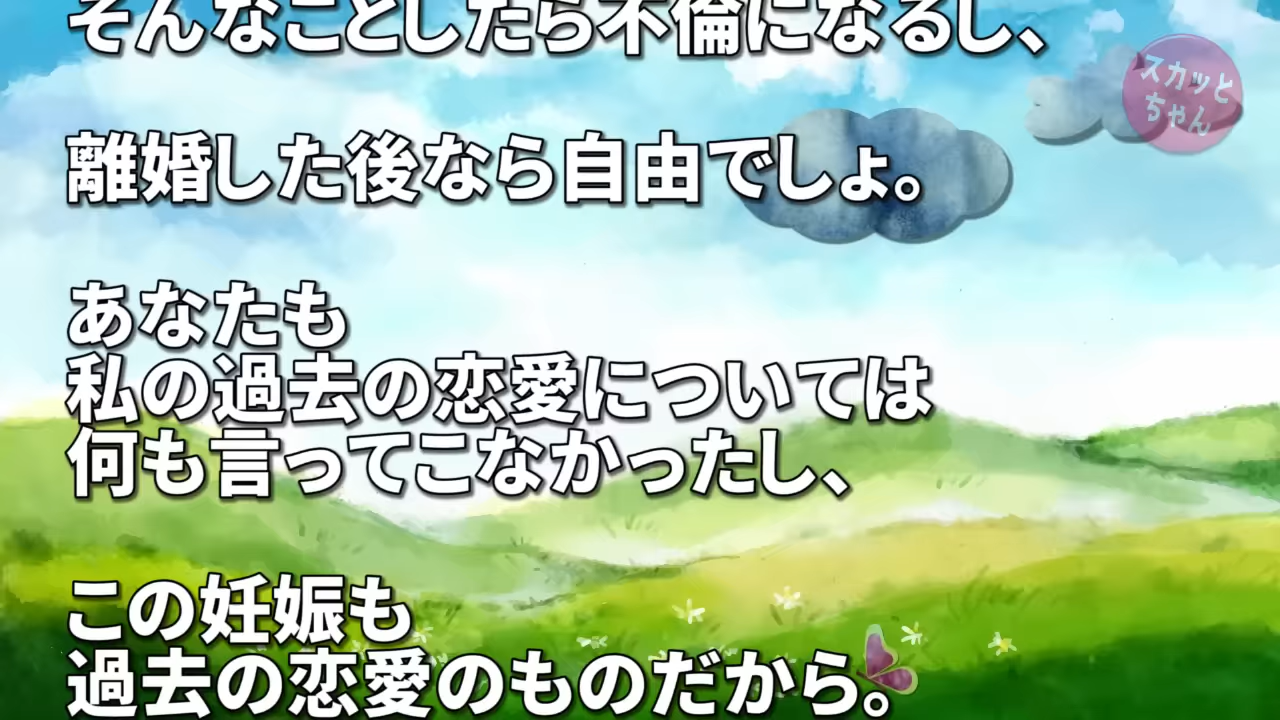 そんなことしたら不倫になるし、
スカッと
ちゃん
離婚した後なら自由でしょ。
あなたも
私の過去の恋愛については
何も言ってこなかったし、
この妊娠も
過去の恋愛のものだから。